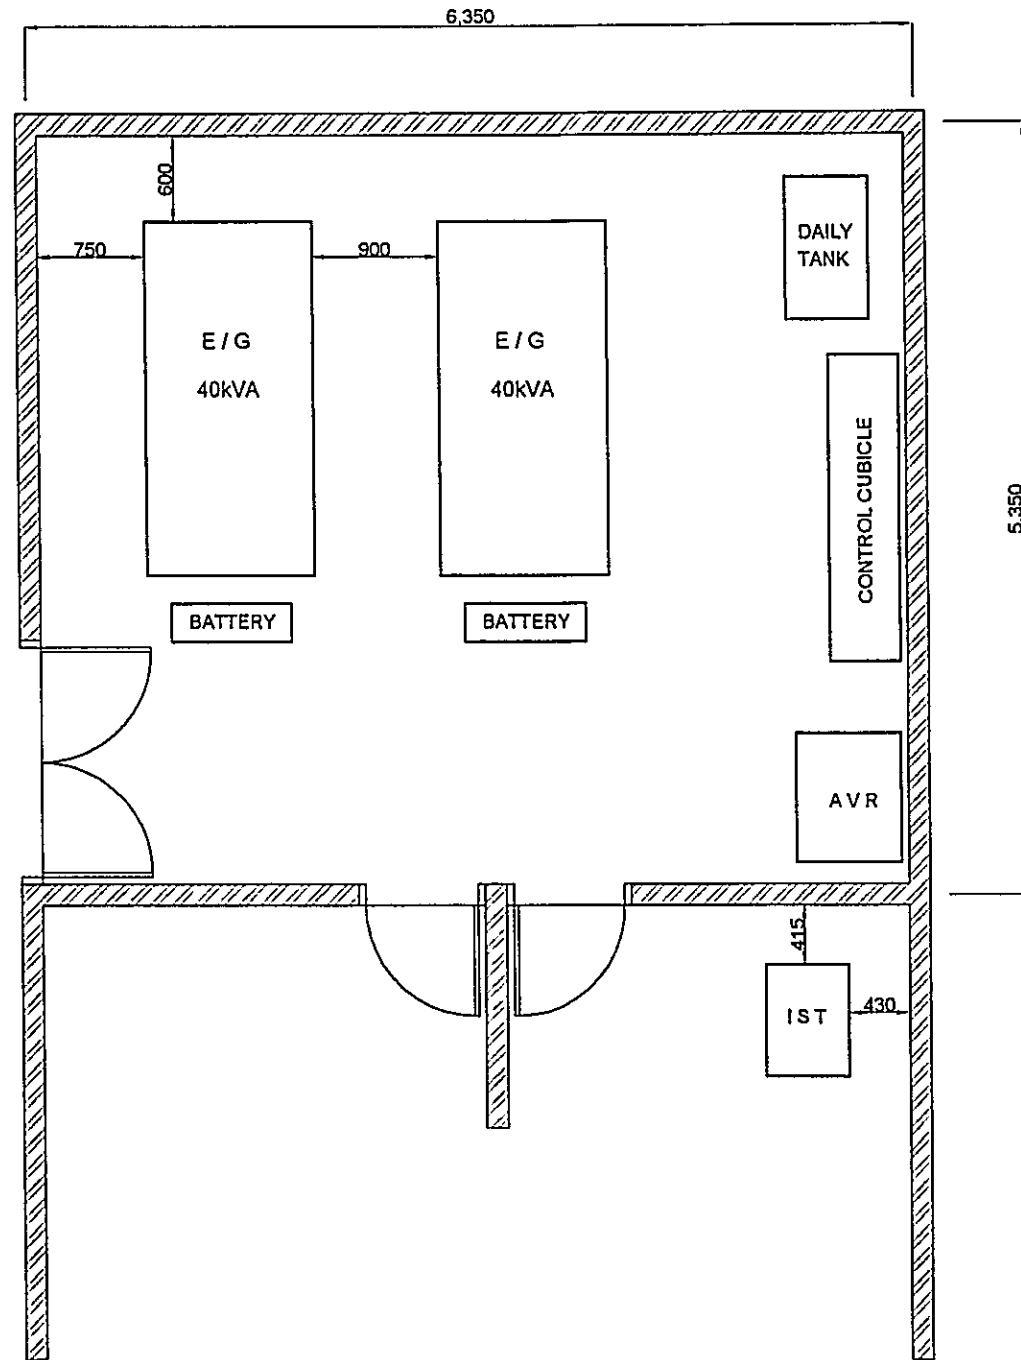 6,350
600
750
900
DAILY
TANK
E / G
40kVA
E / G
40kVA
CONTROL CUBICLE
5,350
BATTERY
BATTERY
A V R
415
I S T
430